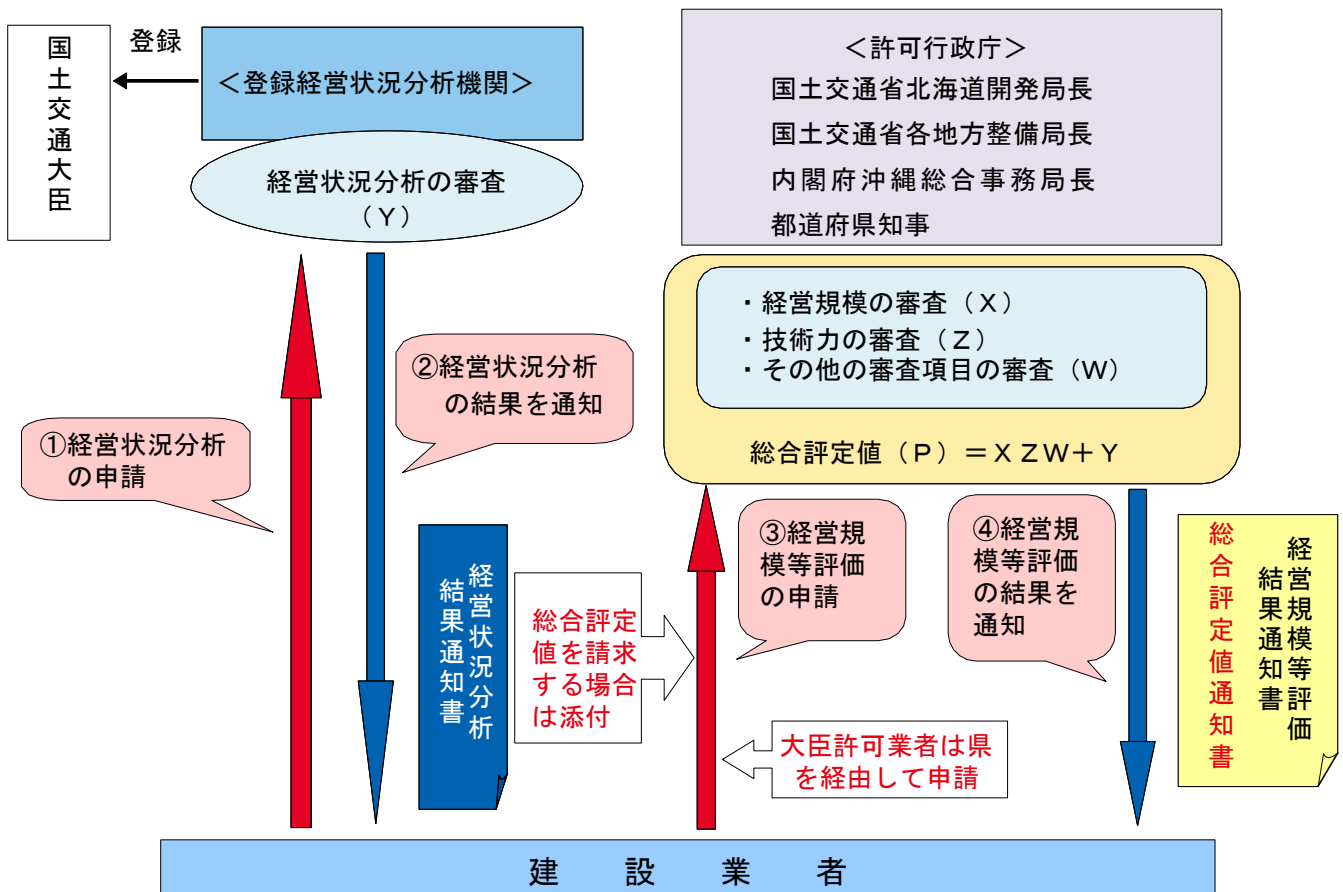 国土交通大臣
登録
<登録経営状況分析機関>
経営状況分析の審査
(Y)
<許可行政庁>
国土交通省北海道開発局長
国土交通省各地方整備局長
内閣府沖縄総合事務局長
都道府県知事
・経営規模の審査(X)
・技術力の審査(Z)
・その他の審査項目の審査(W)
総合評定値(P)=XZW+Y
①経営状況分析
の申請
②経営状況分析
の結果を通知
経営状況分析
結果通知書
総合評定
値を請求
する場合
は添付
③経営規
模等評価
の申請
大臣許可業者は県
を経由して申請
④経営規
模等評価
の結果を
通知
経営規模等評価
結果通知書
総合評定値通知書
建設業者